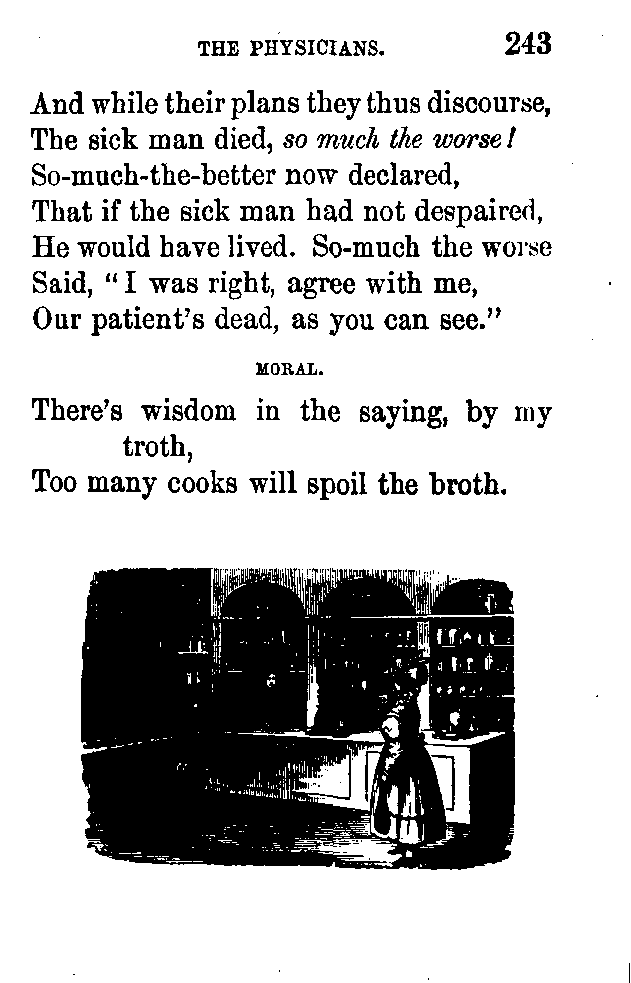 THE PHYSICIANS. 243
And while their plans they thus discourse,
The sick man died, so much the worse!
So-much-the-better now declared,
That if the sick man had not despaired,
He would have lived. So-much the worse
Said, “I was right, agree with me,
Our patient's dead, as you can see.”
MORAL.
There's wisdom in the saying, by my
troth,
Too many cooks will spoil the broth.